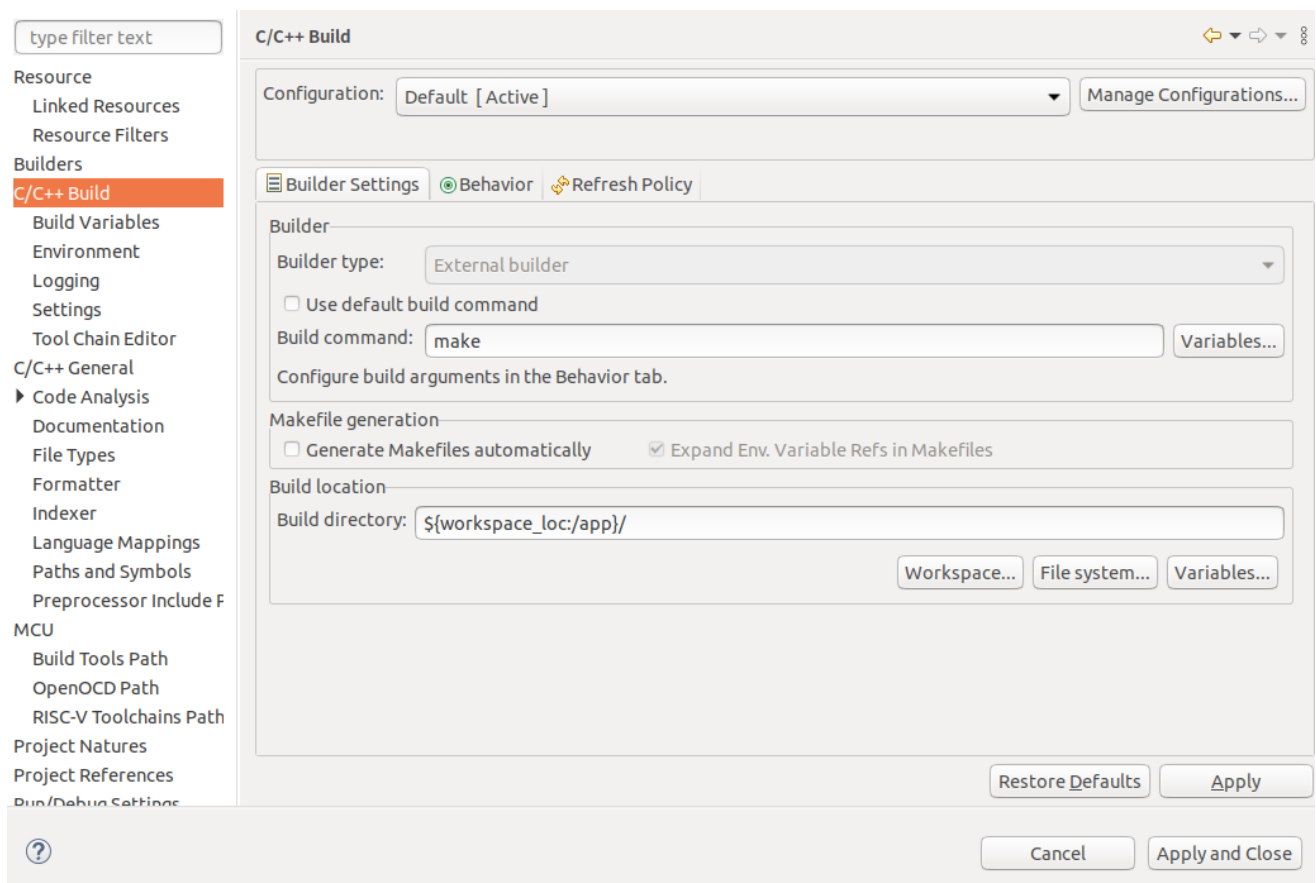 type filter text
Resource
Linked Resources
Resource Filters
Builders
C/C++ Build
Build Variables
Environment
Logging
Settings
Tool Chain Editor
C/C++ General
Code Analysis
Documentation
File Types
Formatter
Indexer
Language Mappings
Paths and Symbols
Preprocessor Include P
MCU
Build Tools Path
OpenOCD Path
RISC-V Toolchains Path
Project Natures
Project References
Run/Debug Settings
C/C++ Build
Configuration: Default [ Active ] Manage Configurations...
Builder Settings Behavior Refresh Policy
Builder
Builder type: External builder
Use default build command
Build command: make Variables...
Configure build arguments in the Behavior tab.
Makefile generation
Generate Makefiles automatically Expand Env. Variable Refs in Makefiles
Build location
Build directory: ${workspace_loc:/app}/
Workspace... File system... Variables...
Restore Defaults Apply
? Cancel Apply and Close